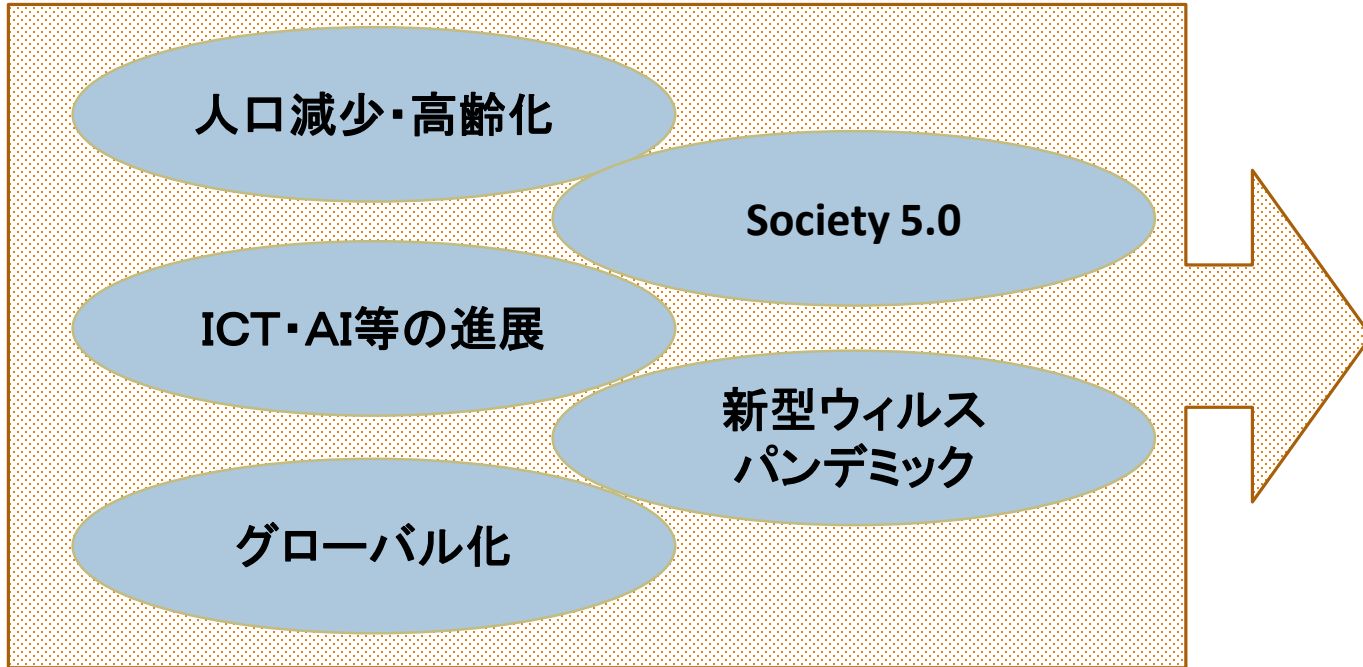 人口減少・高齢化
Society 5.0
ICT・AI等の進展
新型ウィルス
パンデミック
グローバル化